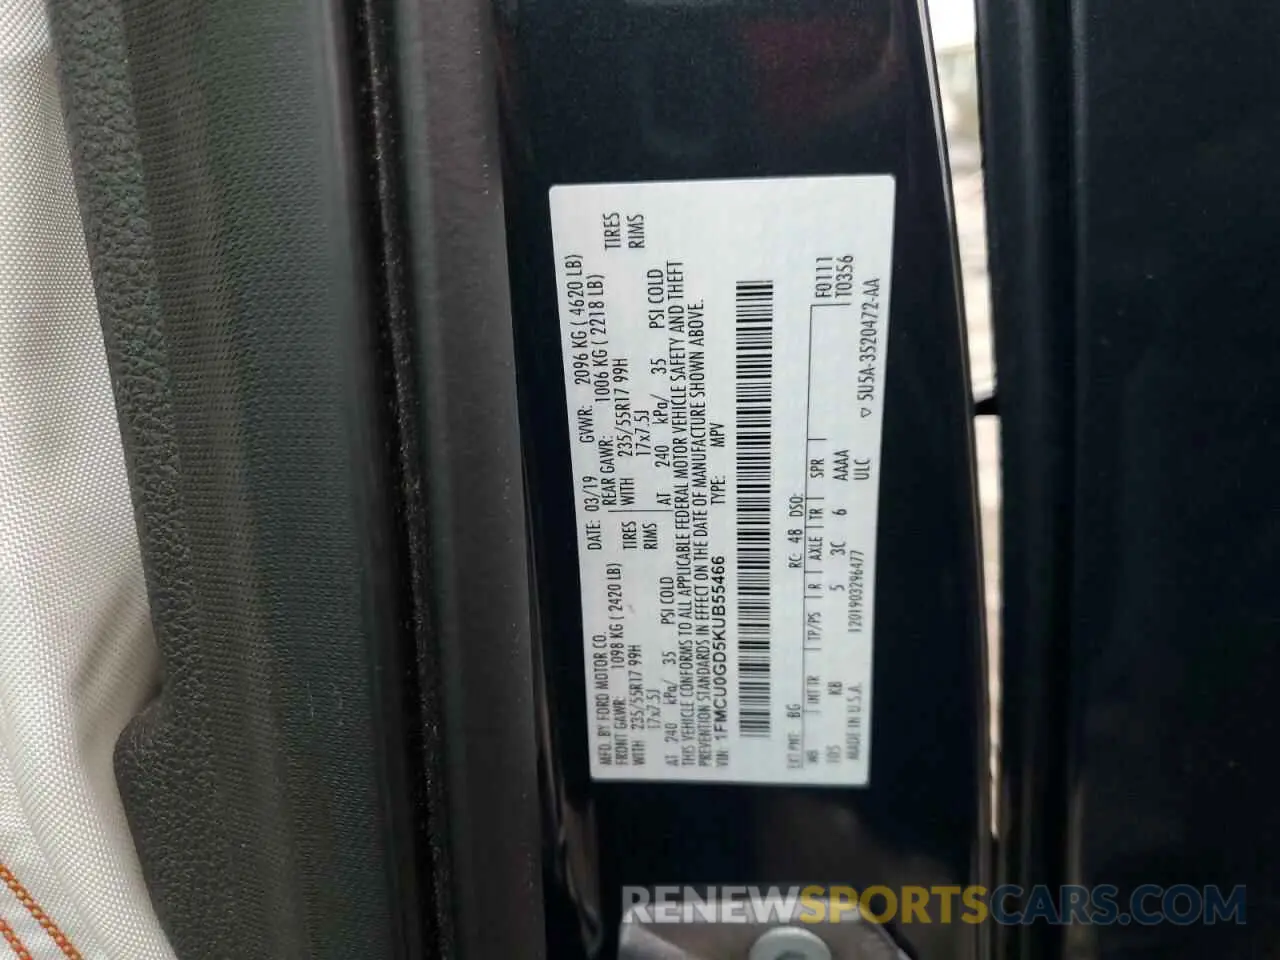 MFD. BY FORD MOTOR CO.
DATE: 03/19 GVWR: 2096 KG ( 4620 LB)
FRONT GAWR: 1098 KG ( 2420 LB)
REAR GAWR: 1006 KG ( 2218 LB)
WITH 235/55R17 99H TIRES
WITH 235/55R17 99H TIRES
17x7.5J RIMS
17x7.5J RIMS
AT 240 kPa/ 35 PSI COLD
AT 240 kPa/ 35 PSI COLD
THIS VEHICLE CONFORMS TO ALL APPLICABLE FEDERAL MOTOR VEHICLE SAFETY AND THEFT
PREVENTION STANDARDS IN EFFECT ON THE DATE OF MANUFACTURE SHOWN ABOVE.
VIN: 1FMCU0GD5KUB55466
TYPE: MPV
EXT PNT: BG RC: 48 DSO:
WB INT TR TP/PS R AXLE TR SPR F0111
105 KB 5 3C 6 AAAA T0356
MADE IN U.S.A. 1201903296477 ULC ▽ 5U5A-3520472-AA
RENEWSPORTSCARS.COM